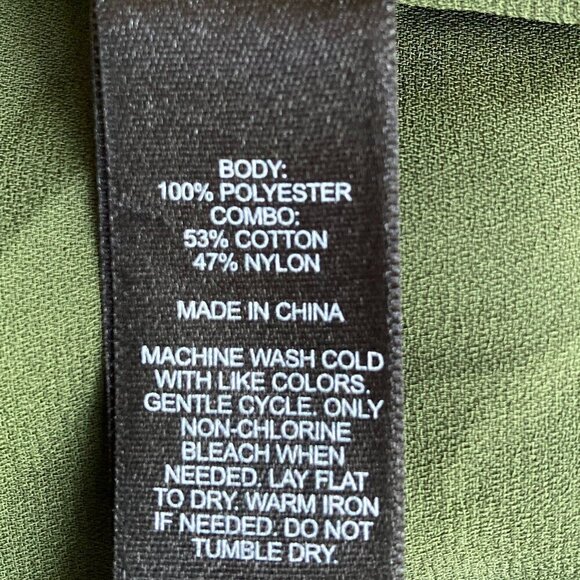 BODY:
100% POLYESTER
COMBO:
53% COTTON
47% NYLON
MADE IN CHINA
MACHINE WASH COLD
WITH LIKE COLORS.
GENTLE CYCLE. ONLY
NON-CHLORINE
BLEACH WHEN
NEEDED. LAY FLAT
TO DRY. WARM IRON
IF NEEDED. DO NOT
TUMBLE DRY.